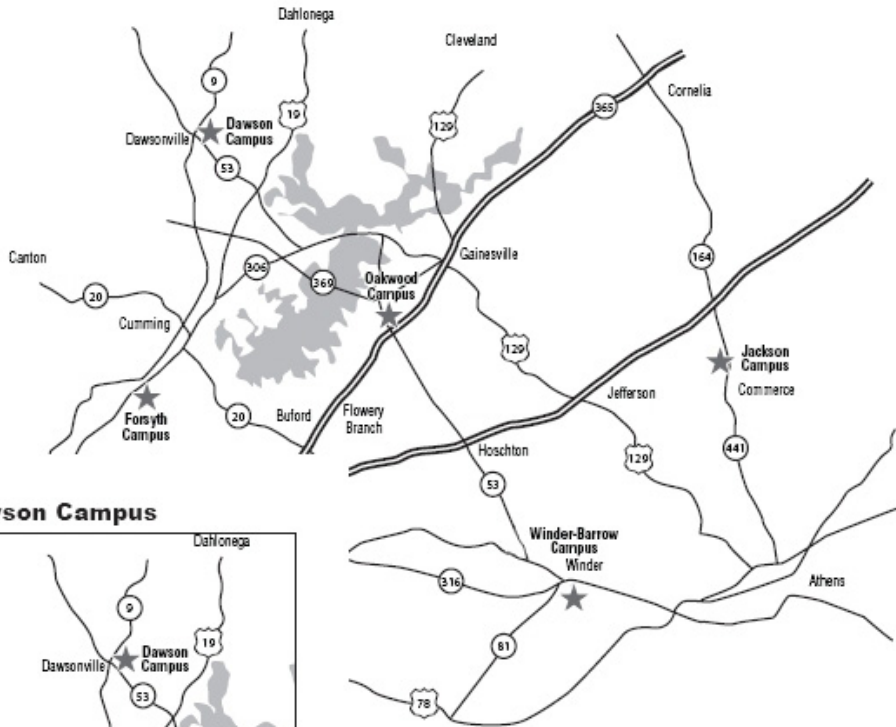 Dahlonega
Cleveland
9
365
Cornelia
19
129
Dawson
Campus
Dawsonville
53
Gainesville
164
Canton
306
369
Oakwood
Campus
20
Cumming
129
Jackson
Campus
Commerce
Jefferson
Forsyth
Campus
20
Buford
Flowery
Branch
Hoschton
441
129
53
wson Campus
Dahlonega
9
19
Dawson
Campus
Dawsonville
53
Winder-Barrow
Campus
Winder
316
Athens
81
78